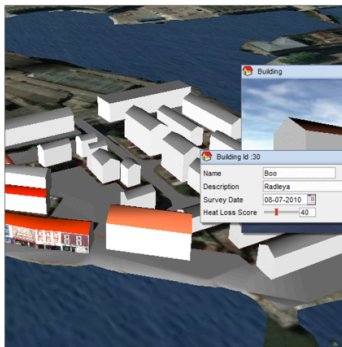 Building
Building Id :30
Name Boo
Description Radleya
Survey Date 08-07-2010
Heat Loss Score 40